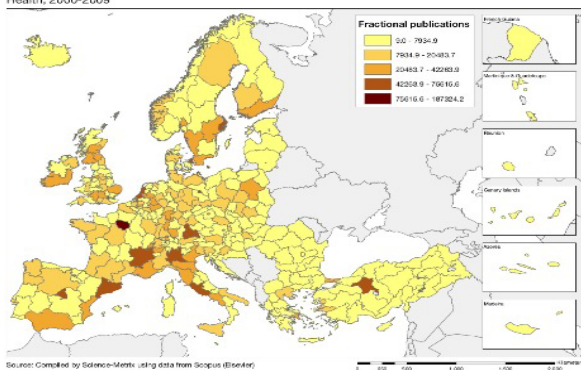 Health, 2000-2009
Fractional publications
9.0 - 7934.9
7934.9 - 20483.7
20483.7 - 42263.9
42263.9 - 75616.6
75616.6 - 187324.2
French Guiana
Martinique & Guadeloupe
Réunion
Canary Islands
Azores
Madeira
Source: Compiled by Science-Metrix using data from Scopus (Elsevier)